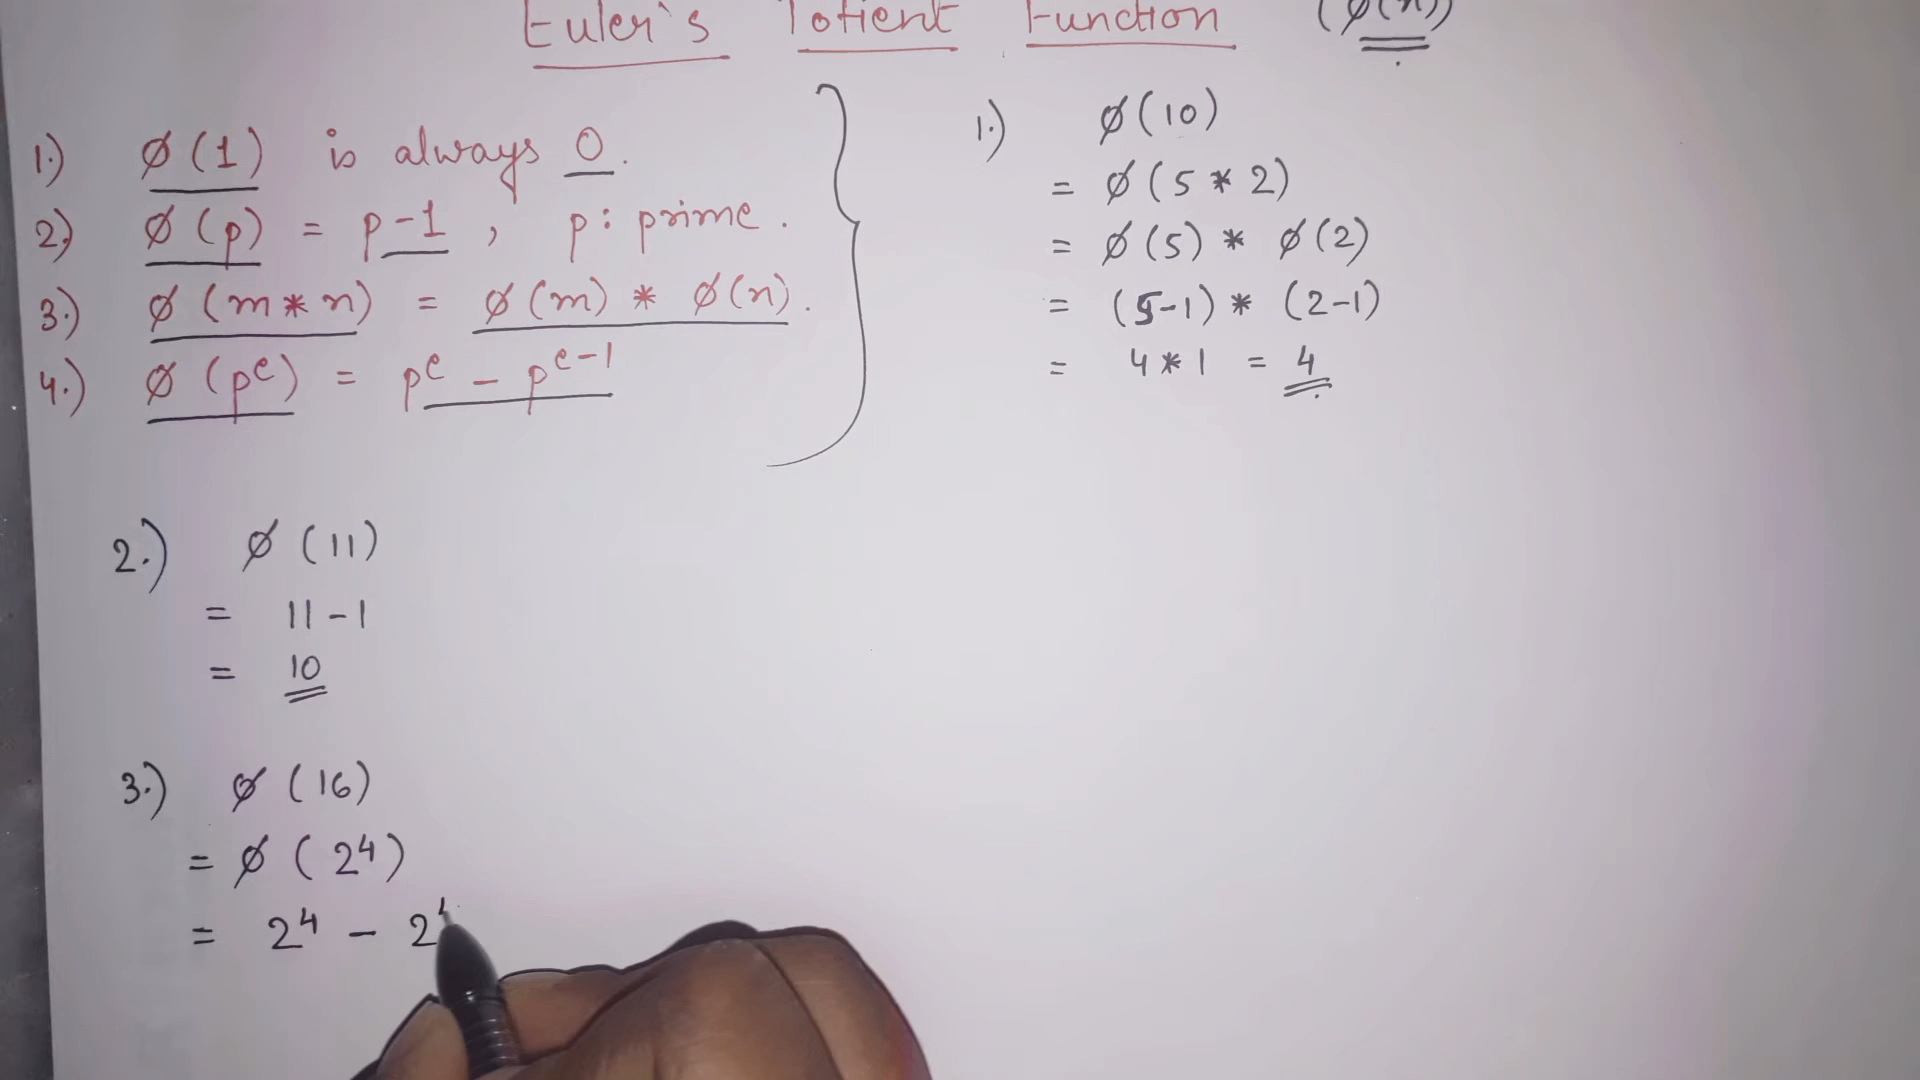 Euler's Totient Function (ø(n))
1.) ø(1) is always 0.
2.) ø(p) = p-1, p: prime.
3.) ø(m*n) = ø(m) * ø(n).
4.) ø(p^e) = p^e - p^e-1
1.) ø(10)
= ø(5*2)
= ø(5) * ø(2)
= (5-1) * (2-1)
= 4*1 = 4
2.) ø(11)
= 11-1
= 10
3.) ø(16)
= ø(2^4)
= 2^4 - 2